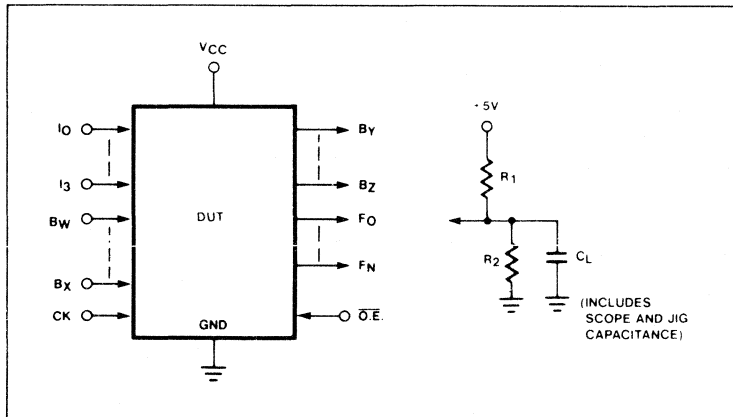 VCC
I0
I3
BW
BX
CK
DUT
GND
BY
BZ
F0
FN
O.E.
5V
R1
R2
CL
(INCLUDES
SCOPE AND JIG
CAPACITANCE)